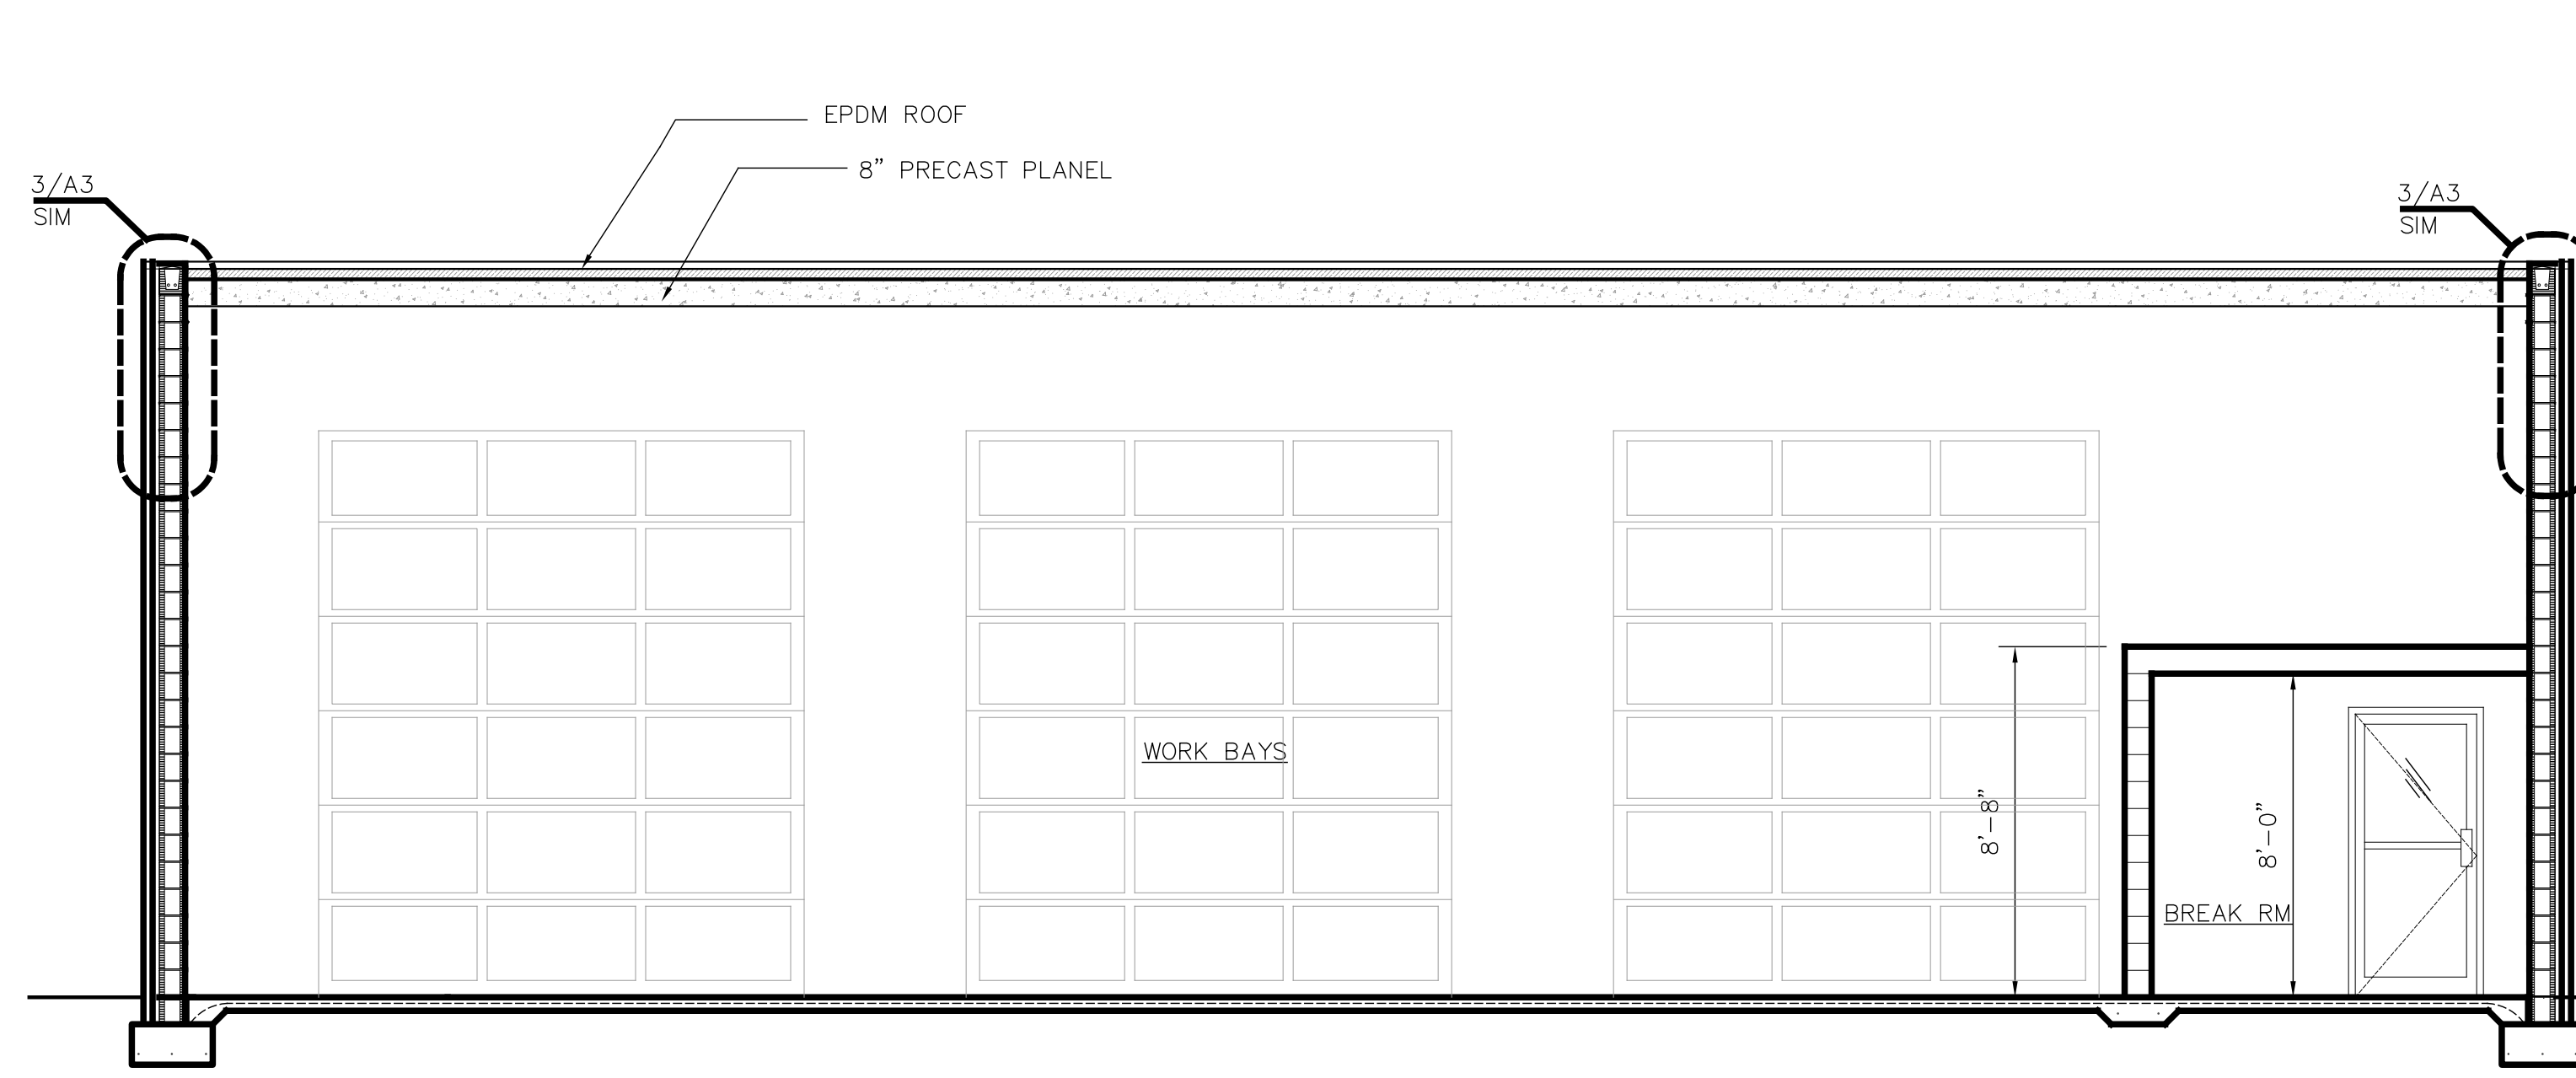 EPDM ROOF
8” PRECAST PLANEL
3/A3
SIM
3/A3
SIM
WORK BAYS
8’-8”
8’-0”
BREAK RM